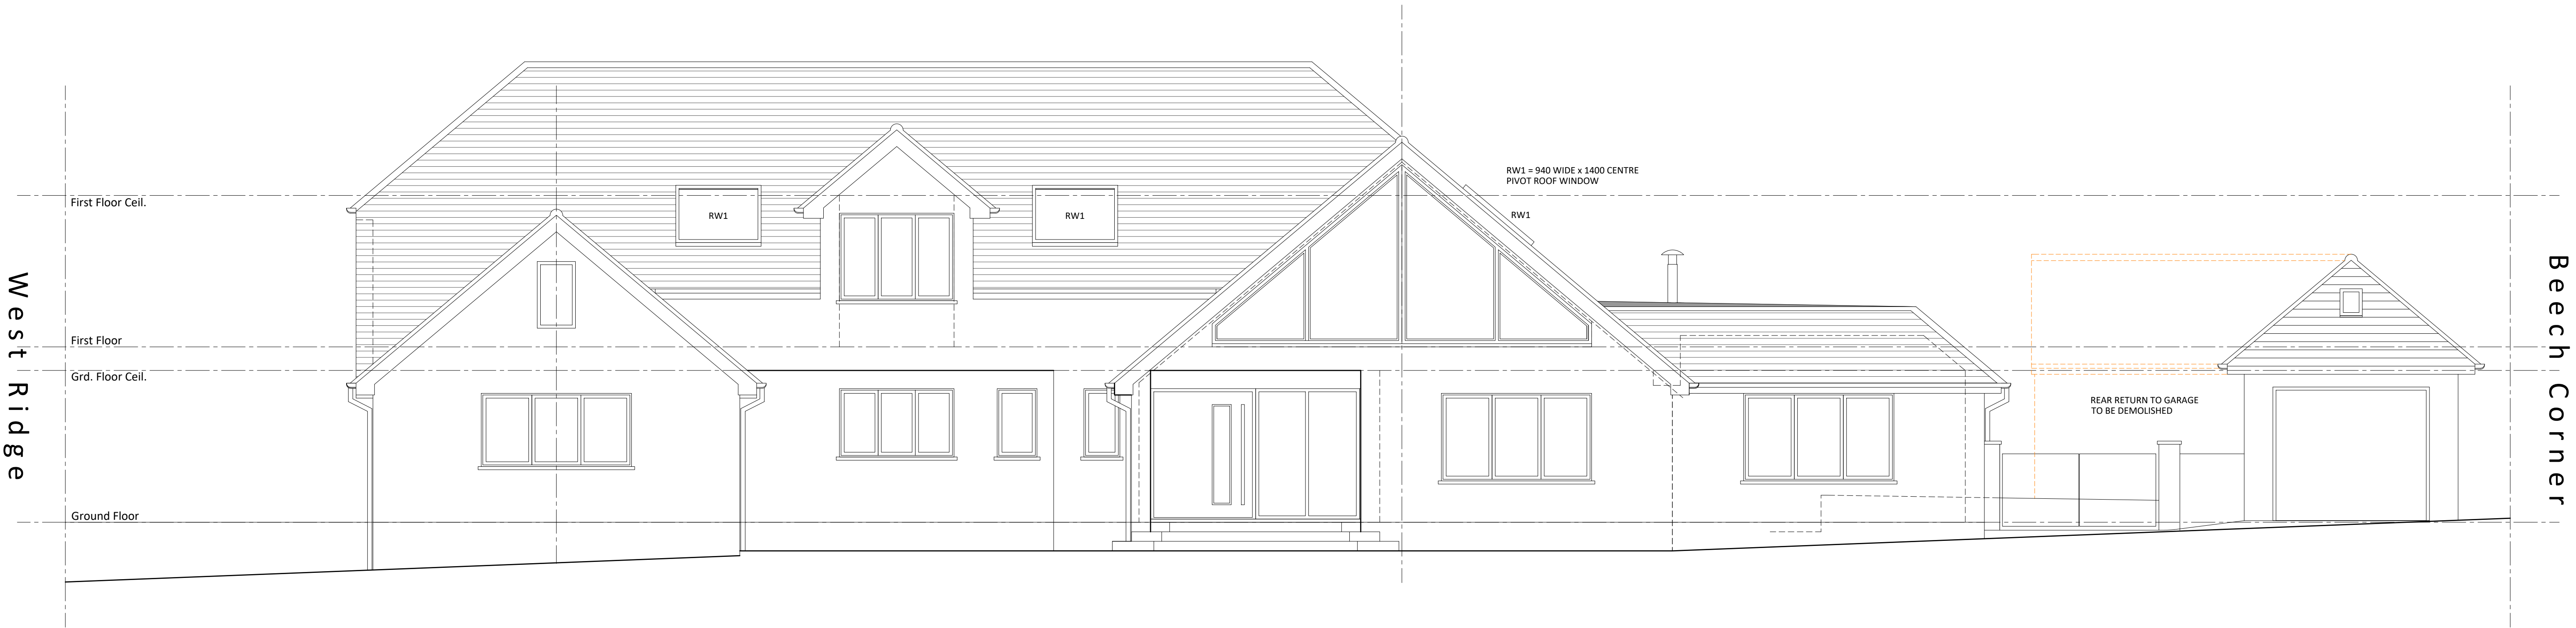 West Ridge
First Floor Ceil.
First Floor
Grd. Floor Ceil.
Ground Floor
RW1
RW1
RW1 = 940 WIDE x 1400 CENTRE
PIVOT ROOF WINDOW
RW1
REAR RETURN TO GARAGE
TO BE DEMOLISHED
Beech Corner